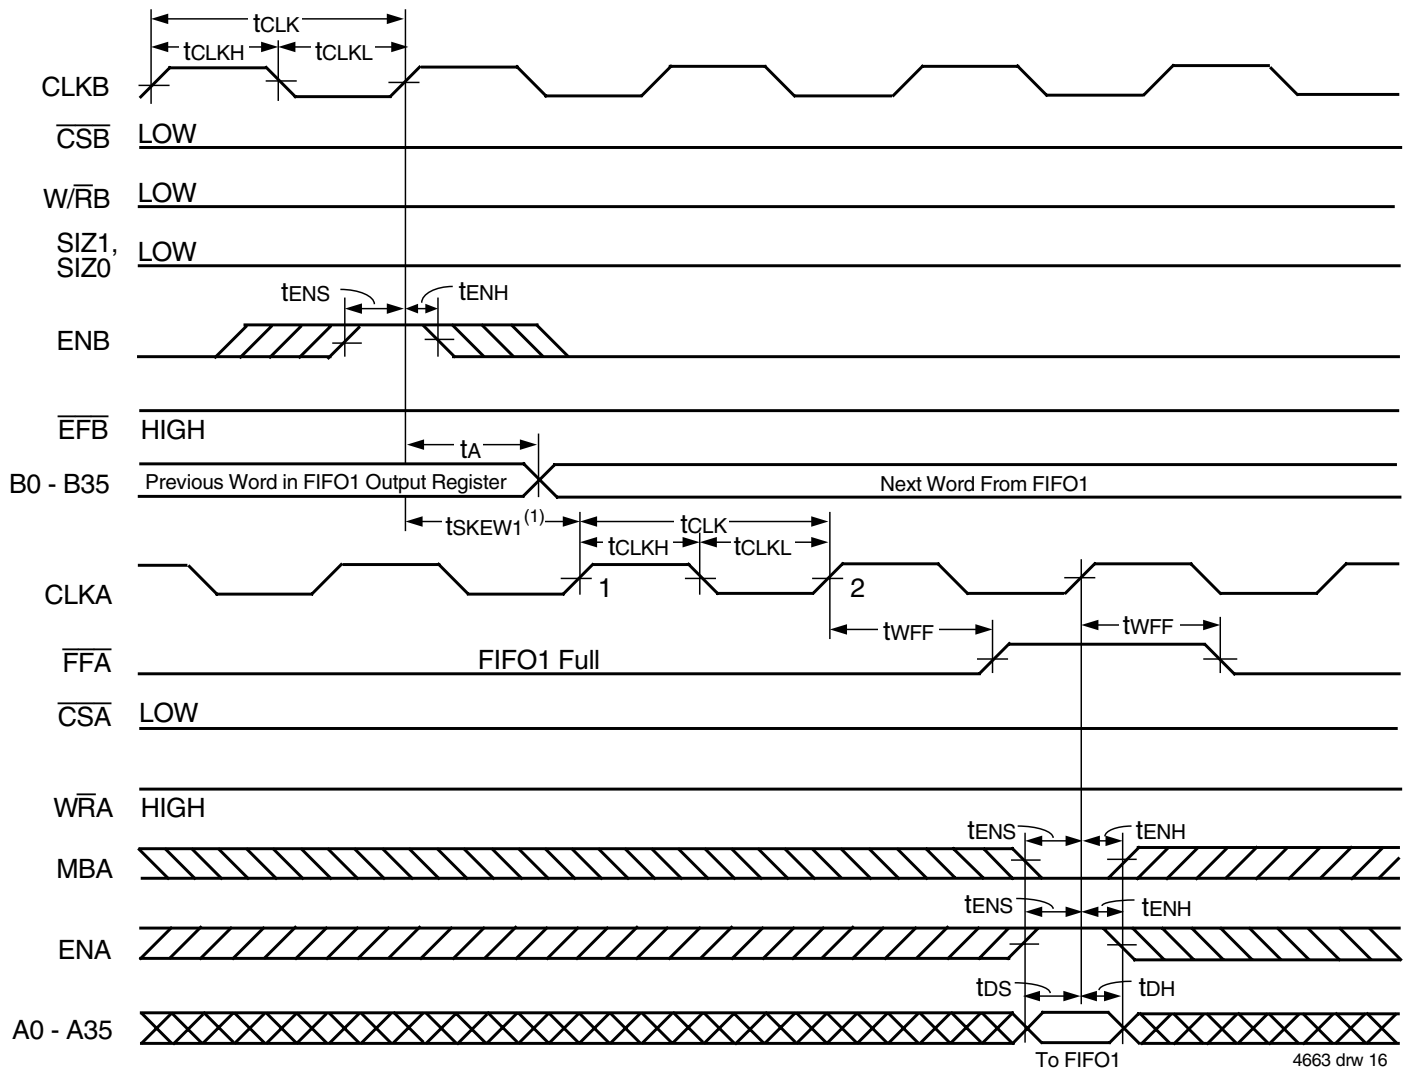 tCLK
tCLKH tCLKL
CLKB
CSB LOW
W/RB LOW
SIZ1, SIZ0 LOW
tENS tENH
ENB
EFB HIGH
tA
B0 - B35 Previous Word in FIFO1 Output Register Next Word From FIFO1
tSKEW1(1) tCLK
tCLKH tCLKL
CLKA 1 2
tWFF tWFF
FFA FIFO1 Full
CSA LOW
WRA HIGH
tENS tENH
MBA
tENS tENH
ENA
tDS tDH
A0 - A35
To FIFO1 4663 drw 16